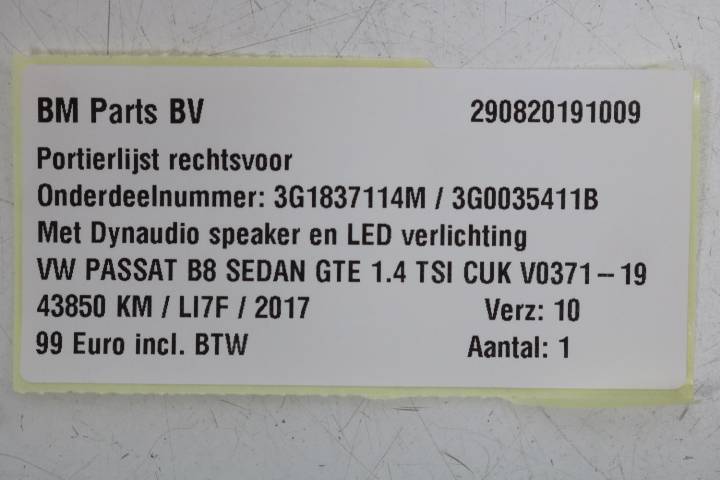 BM Parts BV 290820191009
Portierlijst rechtsvoor
Onderdeelnummer: 3G1837114M / 3G0035411B
Met Dynaudio speaker en LED verlichting
VW PASSAT B8 SEDAN GTE 1.4 TSI CUK V0371-19
43850 KM / LI7F / 2017 Verz: 10
99 Euro incl. BTW Aantal: 1